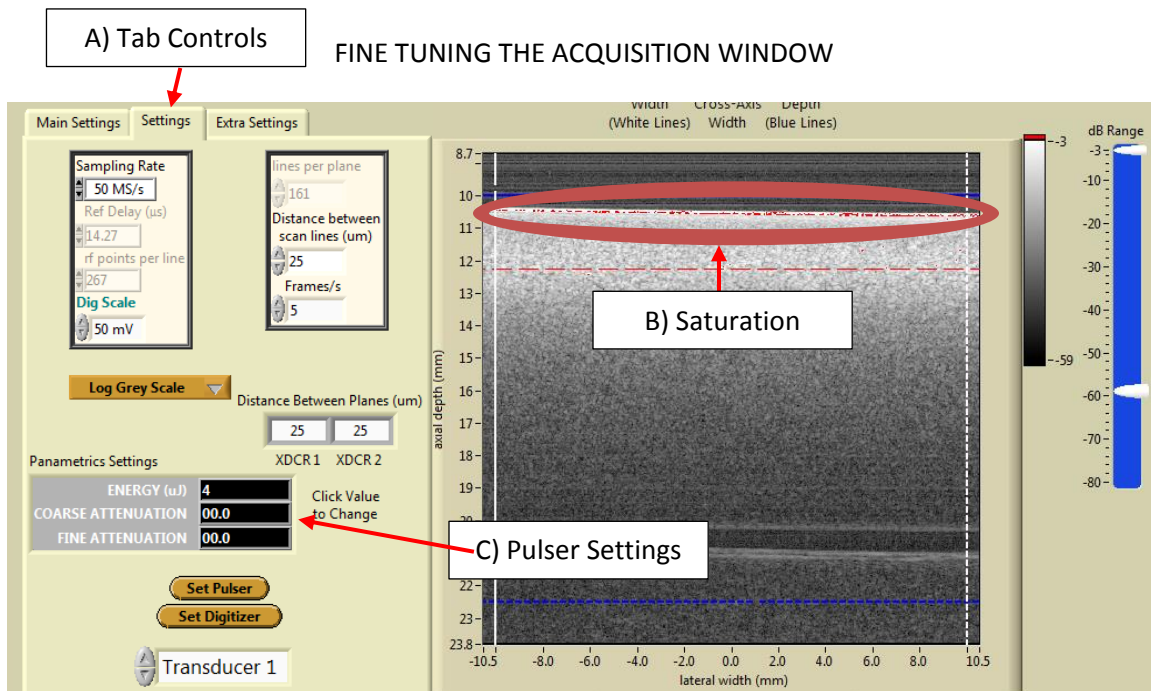 A) Tab Controls
FINE TUNING THE ACQUISITION WINDOW
Main Settings
Settings
Extra Settings
Sampling Rate
50 MS/s
Ref Delay (µs)
14.27
rf points per line
267
Dig Scale
50 mV
lines per plane
161
Distance between
scan lines (um)
25
Frames/s
5
Log Grey Scale
Distance Between Planes (um)
25 25
XDCR 1 XDCR 2
Panametrics Settings
ENERGY (uJ) 4
COARSE ATTENUATION 00.0
FINE ATTENUATION 00.0
Click Value
to Change
Set Pulser
Set Digitizer
Transducer 1
Width Cross-Axis Depth
(White Lines) Width (Blue Lines)
8.7
10
11
12
13
14
15
16
17
18
19
20
22
23
23.8
axial depth (mm)
-10.5 -8.0 -6.0 -4.0 -2.0 0.0 2.0 4.0 6.0 8.0 10.5
lateral width (mm)
B) Saturation
C) Pulser Settings
-3
-59
dB Range
-3
-10
-20
-30
-40
-50
-60
-70
-80